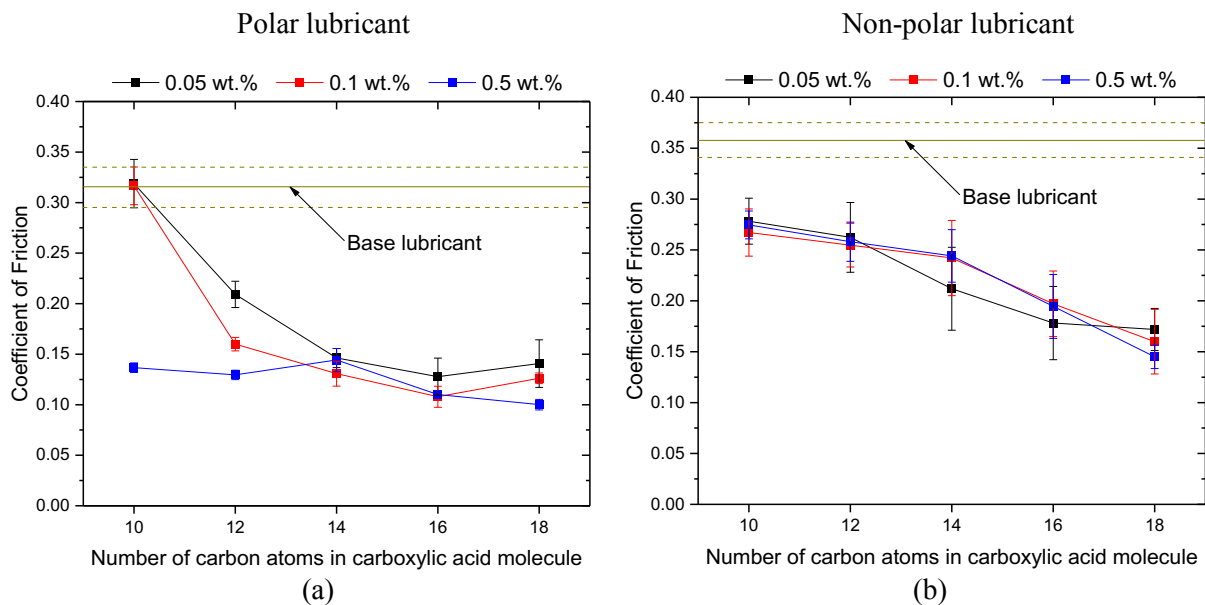 Polar lubricant
Non-polar lubricant
0.05 wt.% 0.1 wt.% 0.5 wt.%
0.40
0.35
0.30
0.25
0.20
0.15
0.10
0.05
0.00
Coefficient of Friction
Base lubricant
10 12 14 16 18
Number of carbon atoms in carboxylic acid molecule
(a)
0.05 wt.% 0.1 wt.% 0.5 wt.%
0.40
0.35
0.30
0.25
0.20
0.15
0.10
0.05
0.00
Coefficient of Friction
Base lubricant
10 12 14 16 18
Number of carbon atoms in carboxylic acid molecule
(b)